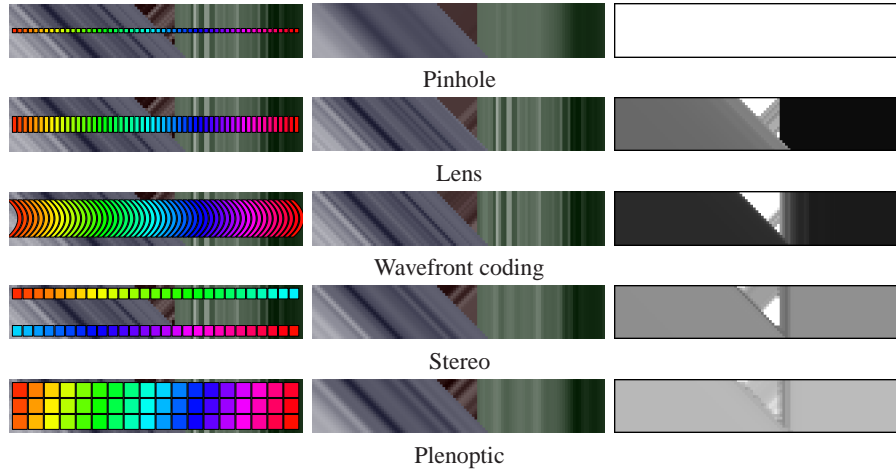 Pinhole
Lens
Wavefront coding
Stereo
Plenoptic